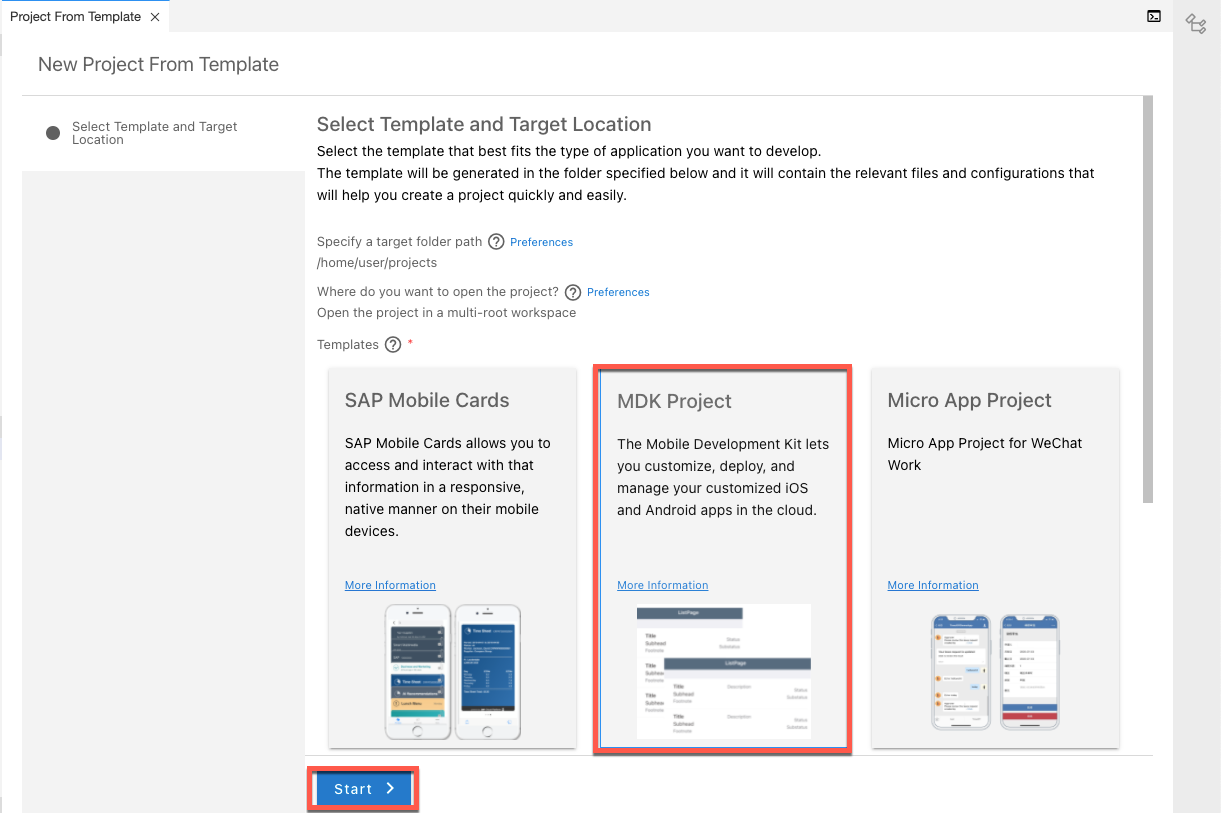 Project From Template
New Project From Template
Select Template and Target
Location
Select Template and Target Location
Select the template that best fits the type of application you want to develop.
The template will be generated in the folder specified below and it will contain the relevant files and configurations that
will help you create a project quickly and easily.
Specify a target folder path ? Preferences
/home/user/projects
Where do you want to open the project? ? Preferences
Open the project in a multi-root workspace
Templates ? *
SAP Mobile Cards
SAP Mobile Cards allows you to
access and interact with that
information in a responsive,
native manner on their mobile
devices.
More Information
Time Sheet
Lunch Menu
Time Sheet
MDK Project
The Mobile Development Kit lets
you customize, deploy, and
manage your customized iOS
and Android apps in the cloud.
More Information
ListPage
Title
Subhead
Footnote
Status
Substatus
ListPage
Title
Subhead
Footnote
Title
Subhead
Footnote
Description
Status
Substatus
Title
Subhead
Footnote
Description
Status
Substatus
Micro App Project
Micro App Project for WeChat
Work
More Information
Start